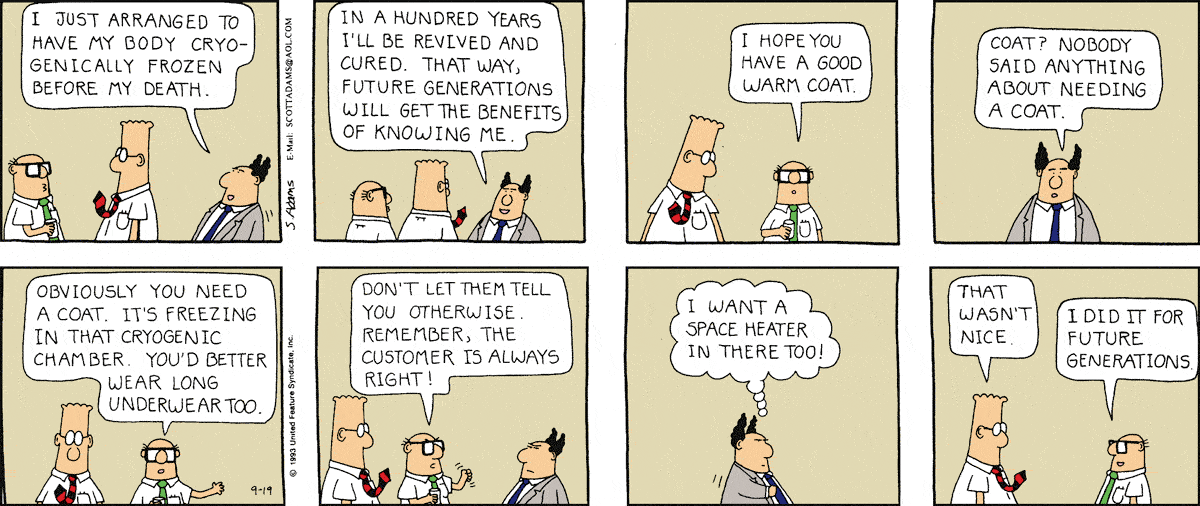 I JUST ARRANGED TO
HAVE MY BODY CRYO-
GENICALLY FROZEN
BEFORE MY DEATH.
S. Adams
E-Mail: SCOTTADAMS@AOL.COM
IN A HUNDRED YEARS
I'LL BE REVIVED AND
CURED. THAT WAY,
FUTURE GENERATIONS
WILL GET THE BENEFITS
OF KNOWING ME.
I HOPE YOU
HAVE A GOOD
WARM COAT.
COAT? NOBODY
SAID ANYTHING
ABOUT NEEDING
A COAT.
OBVIOUSLY YOU NEED
A COAT. IT'S FREEZING
IN THAT CRYOGENIC
CHAMBER. YOU'D BETTER
WEAR LONG
UNDERWEAR TOO.
9-19
© 1993 United Feature Syndicate, Inc.
DON'T LET THEM TELL
YOU OTHERWISE.
REMEMBER, THE
CUSTOMER IS ALWAYS
RIGHT!
I WANT A
SPACE HEATER
IN THERE TOO!
THAT
WASN'T
NICE.
I DID IT FOR
FUTURE
GENERATIONS.